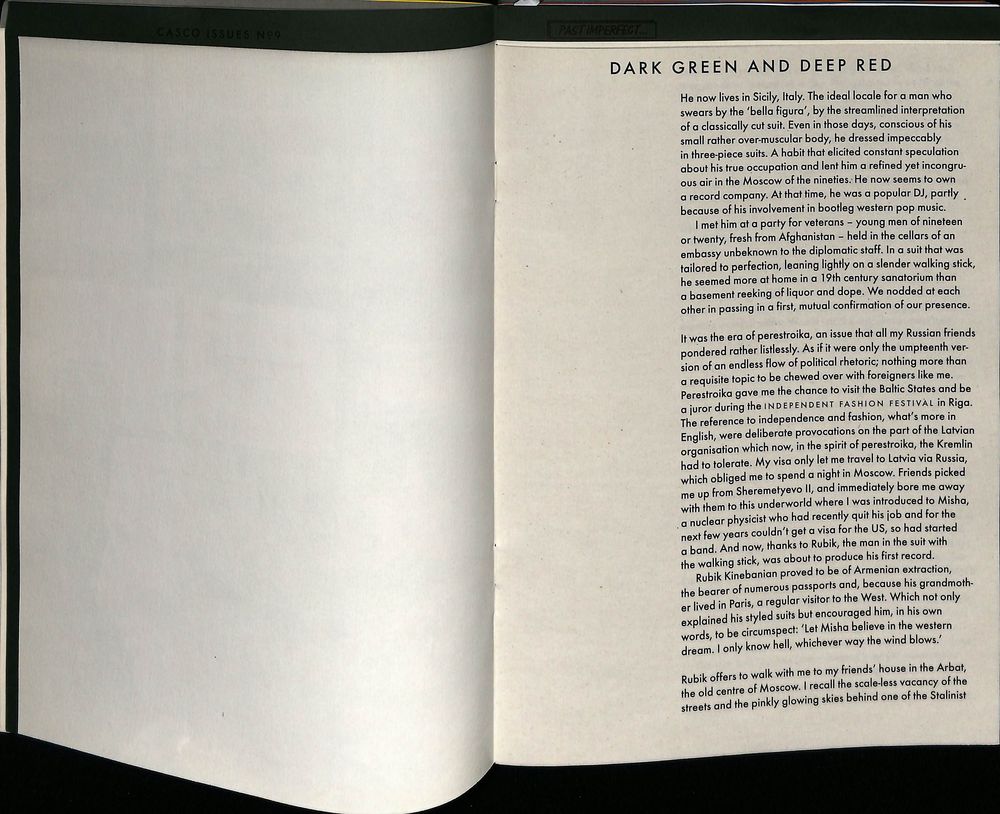 CASCO ISSUES Nº9
PAST IMPERFECT...
DARK GREEN AND DEEP RED
He now lives in Sicily, Italy. The ideal locale for a man who
swears by the ‘bella figura’, by the streamlined interpretation
of a classically cut suit. Even in those days, conscious of his
small rather over-muscular body, he dressed impeccably
in three-piece suits. A habit that elicited constant speculation
about his true occupation and lent him a refined yet incongru-
ous air in the Moscow of the nineties. He now seems to own
a record company. At that time, he was a popular DJ, partly
because of his involvement in bootleg western pop music.
I met him at a party for veterans – young men of nineteen
or twenty, fresh from Afghanistan – held in the cellars of an
embassy unbeknown to the diplomatic staff. In a suit that was
tailored to perfection, leaning lightly on a slender walking stick,
he seemed more at home in a 19th century sanatorium than
a basement reeking of liquor and dope. We nodded at each
other in passing in a first, mutual confirmation of our presence.
It was the era of perestroika, an issue that all my Russian friends
pondered rather listlessly. As if it were only the umpteenth ver-
sion of an endless flow of political rhetoric; nothing more than
a requisite topic to be chewed over with foreigners like me.
Perestroika gave me the chance to visit the Baltic States and be
a juror during the INDEPENDENT FASHION FESTIVAL in Riga.
The reference to independence and fashion, what’s more in
English, were deliberate provocations on the part of the Latvian
organisation which now, in the spirit of perestroika, the Kremlin
had to tolerate. My visa only let me travel to Latvia via Russia,
which obliged me to spend a night in Moscow. Friends picked
me up from Sheremetyevo II, and immediately bore me away
with them to this underworld where I was introduced to Misha,
a nuclear physicist who had recently quit his job and for the
next few years couldn’t get a visa for the US, so had started
a band. And now, thanks to Rubik, the man in the suit with
the walking stick, was about to produce his first record.
Rubik Kinebanian proved to be of Armenian extraction,
the bearer of numerous passports and, because his grandmoth-
er lived in Paris, a regular visitor to the West. Which not only
explained his styled suits but encouraged him, in his own
words, to be circumspect: ‘Let Misha believe in the western
dream. I only know hell, whichever way the wind blows.’
Rubik offers to walk with me to my friends’ house in the Arbat,
the old centre of Moscow. I recall the scale-less vacancy of the
streets and the pinkly glowing skies behind one of the Stalinist